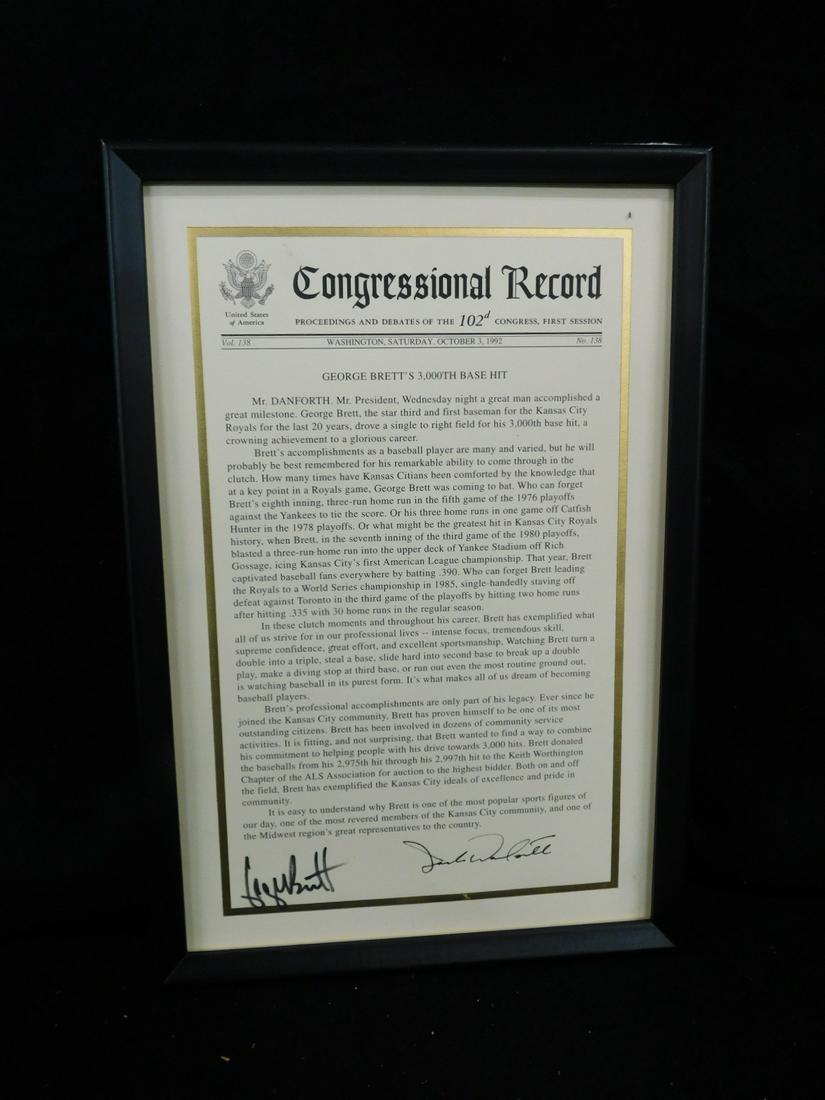 Congressional Record
United States
of America
PROCEEDINGS AND DEBATES OF THE 102d CONGRESS, FIRST SESSION
Vol. 138 WASHINGTON, SATURDAY, OCTOBER 3, 1992 No. 138
GEORGE BRETT'S 3,000TH BASE HIT
Mr. DANFORTH. Mr. President, Wednesday night a great man accomplished a
great milestone. George Brett, the star third and first baseman for the Kansas City
Royals for the last 20 years, drove a single to right field for his 3,000th base hit, a
crowning achievement to a glorious career.
Brett's accomplishments as a baseball player are many and varied, but he will
probably be best remembered for his remarkable ability to come through in the
clutch. How many times have Kansas Citians been comforted by the knowledge that
at a key point in a Royals game, George Brett was coming to bat. Who can forget
Brett's eighth inning, three-run home run in the fifth game of the 1976 playoffs
against the Yankees to tie the score. Or his three home runs in one game off Catfish
Hunter in the 1978 playoffs. Or what might be the greatest hit in Kansas City Royals
history, when Brett, in the seventh inning of the third game of the 1980 playoffs,
blasted a three-run home run into the upper deck of Yankee Stadium off Rich
Gossage, icing Kansas City's first American League championship. That year, Brett
captivated baseball fans everywhere by batting .390. Who can forget Brett leading
the Royals to a World Series championship in 1985, single-handedly staving off
defeat against Toronto in the third game of the playoffs by hitting two home runs
after hitting .335 with 30 home runs in the regular season.
In these clutch moments and throughout his career, Brett has exemplified what
all of us strive for in our professional lives -- intense focus, tremendous skill,
supreme confidence, great effort, and excellent sportsmanship. Watching Brett turn a
double into a triple, steal a base, slide hard into second base to break up a double
play, make a diving stop at third base, or run out even the most routine ground out,
is watching baseball in its purest form. It's what makes all of us dream of becoming
baseball players.
Brett's professional accomplishments are only part of his legacy. Ever since he
joined the Kansas City community, Brett has proven himself to be one of its most
outstanding citizens. Brett has been involved in dozens of community service
activities. It is fitting, and not surprising, that Brett wanted to find a way to combine
his commitment to helping people with his drive towards 3,000 hits. Brett donated
the baseballs from his 2,975th hit through his 2,997th hit to the Keith Worthington
Chapter of the ALS Association for auction to the highest bidder. Both on and off
the field, Brett has exemplified the Kansas City ideals of excellence and pride in
community.
It is easy to understand why Brett is one of the most popular sports figures of
our day, one of the most revered members of the Kansas City community, and one of
the Midwest region's great representatives to the country.